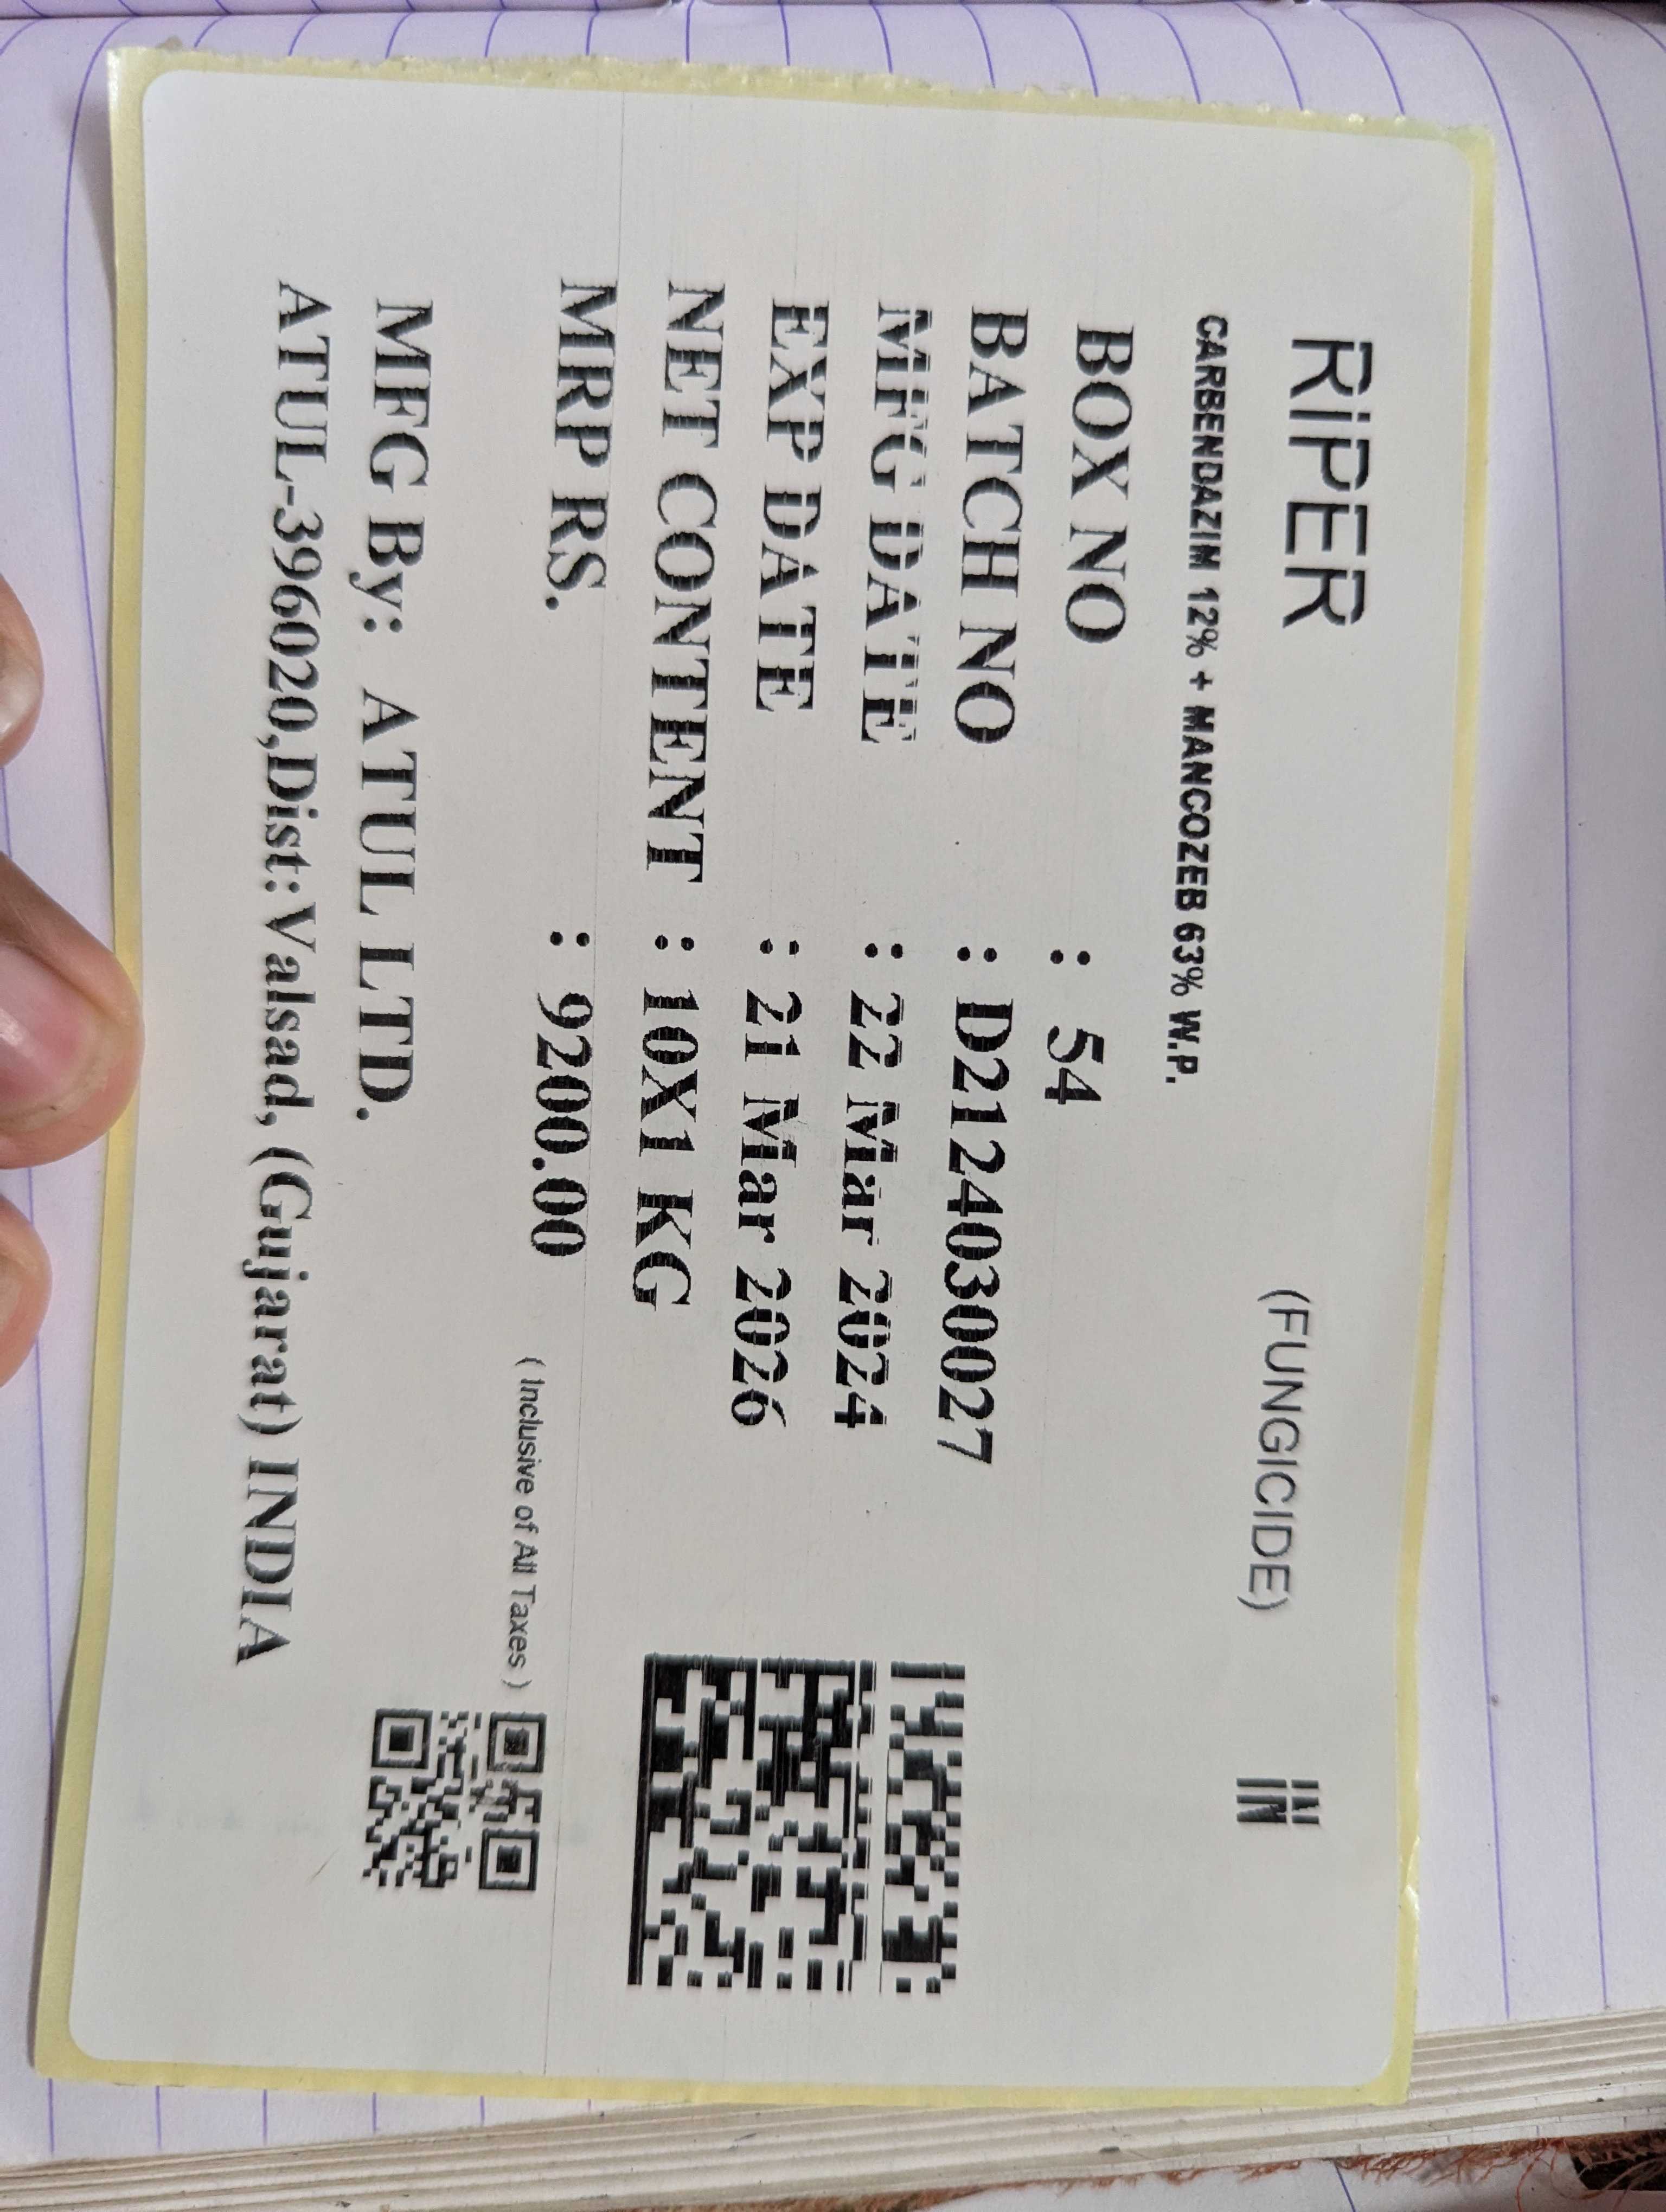 RiPER (FUNGICIDE) iN
CARBENDAZIM 12% + MANCOZEB 63% W.P.
BOX NO : 54
BATCH NO : D2124030027
MFG DATE : 22 Mar 2024
EXP DATE : 21 Mar 2026
NET CONTENT : 10X1 KG
MRP RS. : 9200.00 ( Inclusive of All Taxes )
MFG By: ATUL LTD.
ATUL-396020,Dist: Valsad, (Gujarat) INDIA